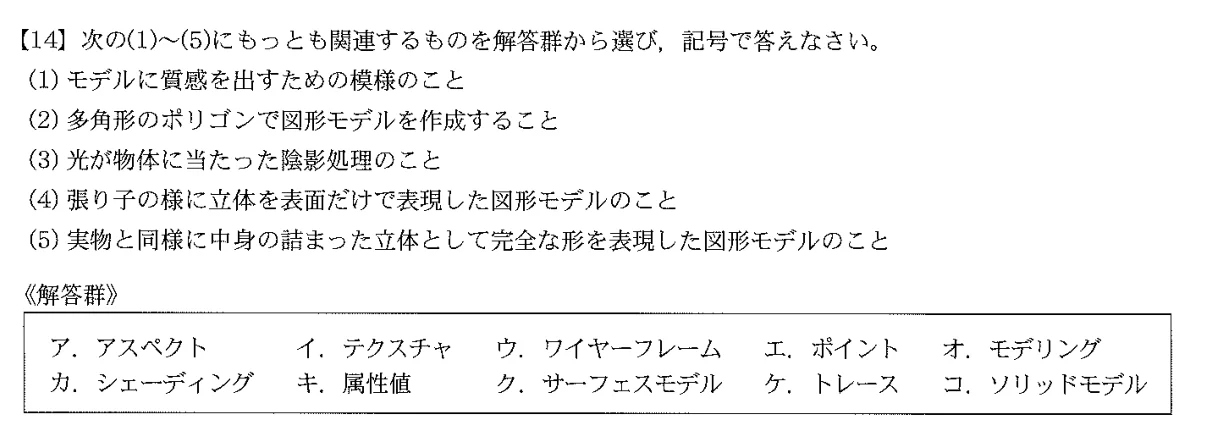 【14】次の(1)～(5)にもっとも関連するものを解答群から選び，記号で答えなさい。
(1) モデルに質感を出すための模様のこと
(2) 多角形のポリゴンで図形モデルを作成すること
(3) 光が物体に当たった陰影処理のこと
(4) 張り子の様に立体を表面だけで表現した図形モデルのこと
(5) 実物と同様に中身の詰まった立体として完全な形を表現した図形モデルのこと
《解答群》
ア．アスペクト　イ．テクスチャ　ウ．ワイヤーフレーム　エ．ポイント　オ．モデリング
カ．シェーディング　キ．属性値　ク．サーフェスモデル　ケ．トレース　コ．ソリッドモデル